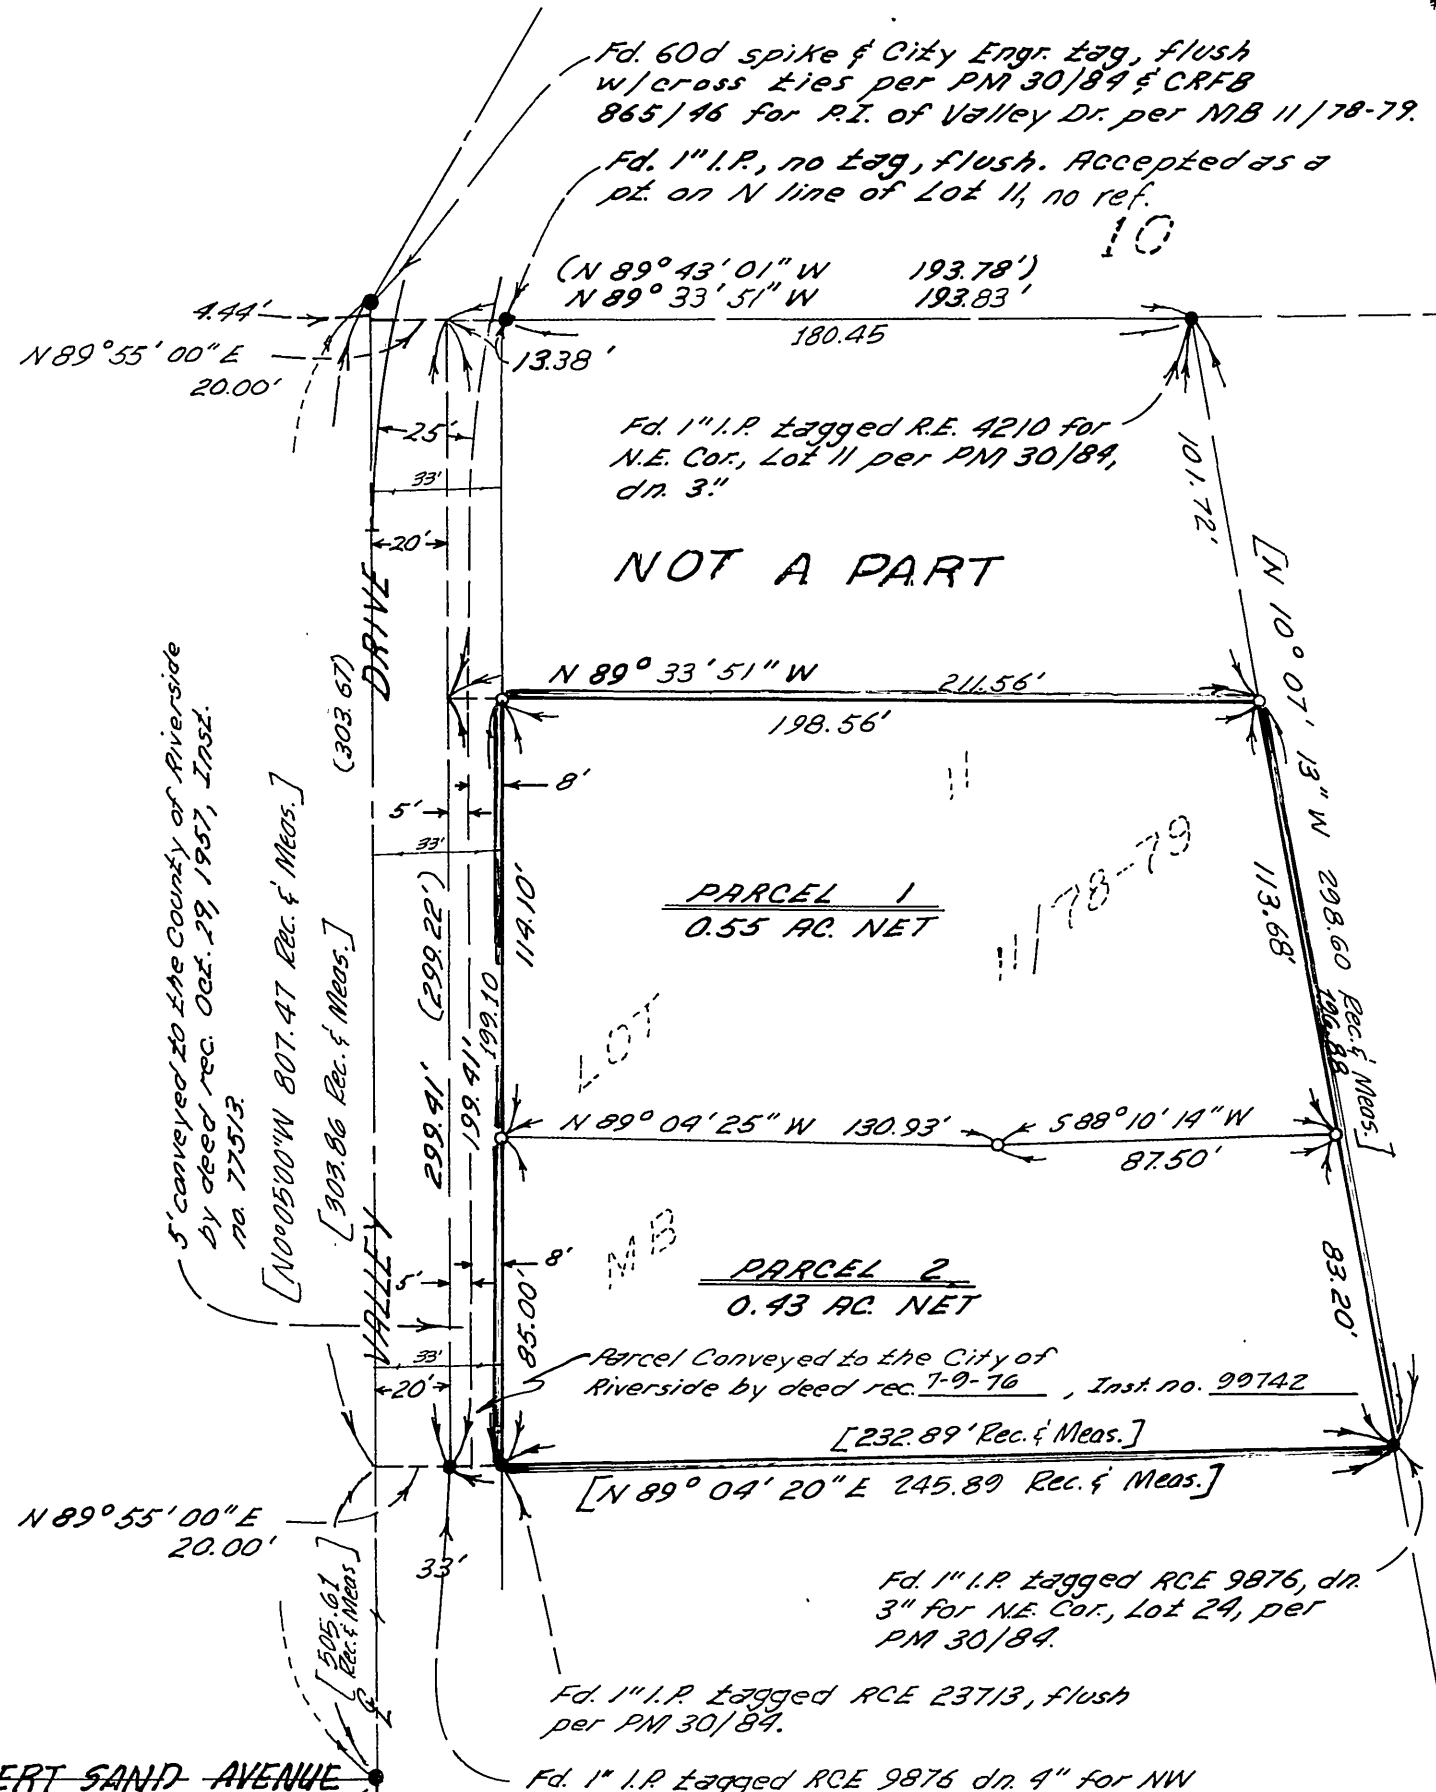 Fd. 60d spike & City Engr. tag, flush
w/cross ties per PM 30/84 & CRFB
865/46 for P.I. of Valley Dr. per MB 11/78-79.
Fd. 1" I.P., no tag, flush. Accepted as a
pt. on N line of Lot 11, no ref.
10
(N 89° 43' 01" W 193.78')
N 89° 33' 51" W 193.83'
180.45
4.44'
N 89° 55' 00" E
20.00'
13.38'
25'
33'
20'
Fd. 1" I.P. tagged R.E. 4210 for
N.E. Cor., Lot 11 per PM 30/84,
dn. 3."
101.72'
NOT A PART
[N 10° 07' 13" W 298.60 Rec. & Meas.]
DRIVE
(303.67)
N 89° 33' 51" W 211.56'
198.56'
5' conveyed to the County of Riverside
by deed rec. Oct. 29, 1957, Inst.
no. 77513.
[N0°05'00"W 807.47 Rec. & Meas.]
[303.86 Rec. & Meas.]
8'
5'
33'
11
299.41' (299.22')
199.41'
199.10
114.10'
PARCEL 1
0.55 AC. NET
11/78-79
113.68'
196.88
LOT
N 89° 04' 25" W 130.93'
S 88° 10' 14" W
87.50'
MB
8'
5'
85.00'
PARCEL 2
0.43 AC. NET
83.20'
VALLEY
33'
20'
Parcel Conveyed to the City of
Riverside by deed rec. 7-9-76, Inst. no. 99742
[232.89' Rec. & Meas.]
[N 89° 04' 20" E 245.89 Rec. & Meas.]
N 89° 55' 00" E
20.00'
33'
[505.61
Rec. & Meas]
℄
Fd. 1" I.P. tagged RCE 9876, dn.
3" for N.E. Cor., Lot 24, per
PM 30/84.
Fd. 1" I.P. tagged RCE 23713, flush
per PM 30/84.
ERT SAND AVENUE
Fd. 1" I.P. tagged RCE 9876 dn. 4" for NW